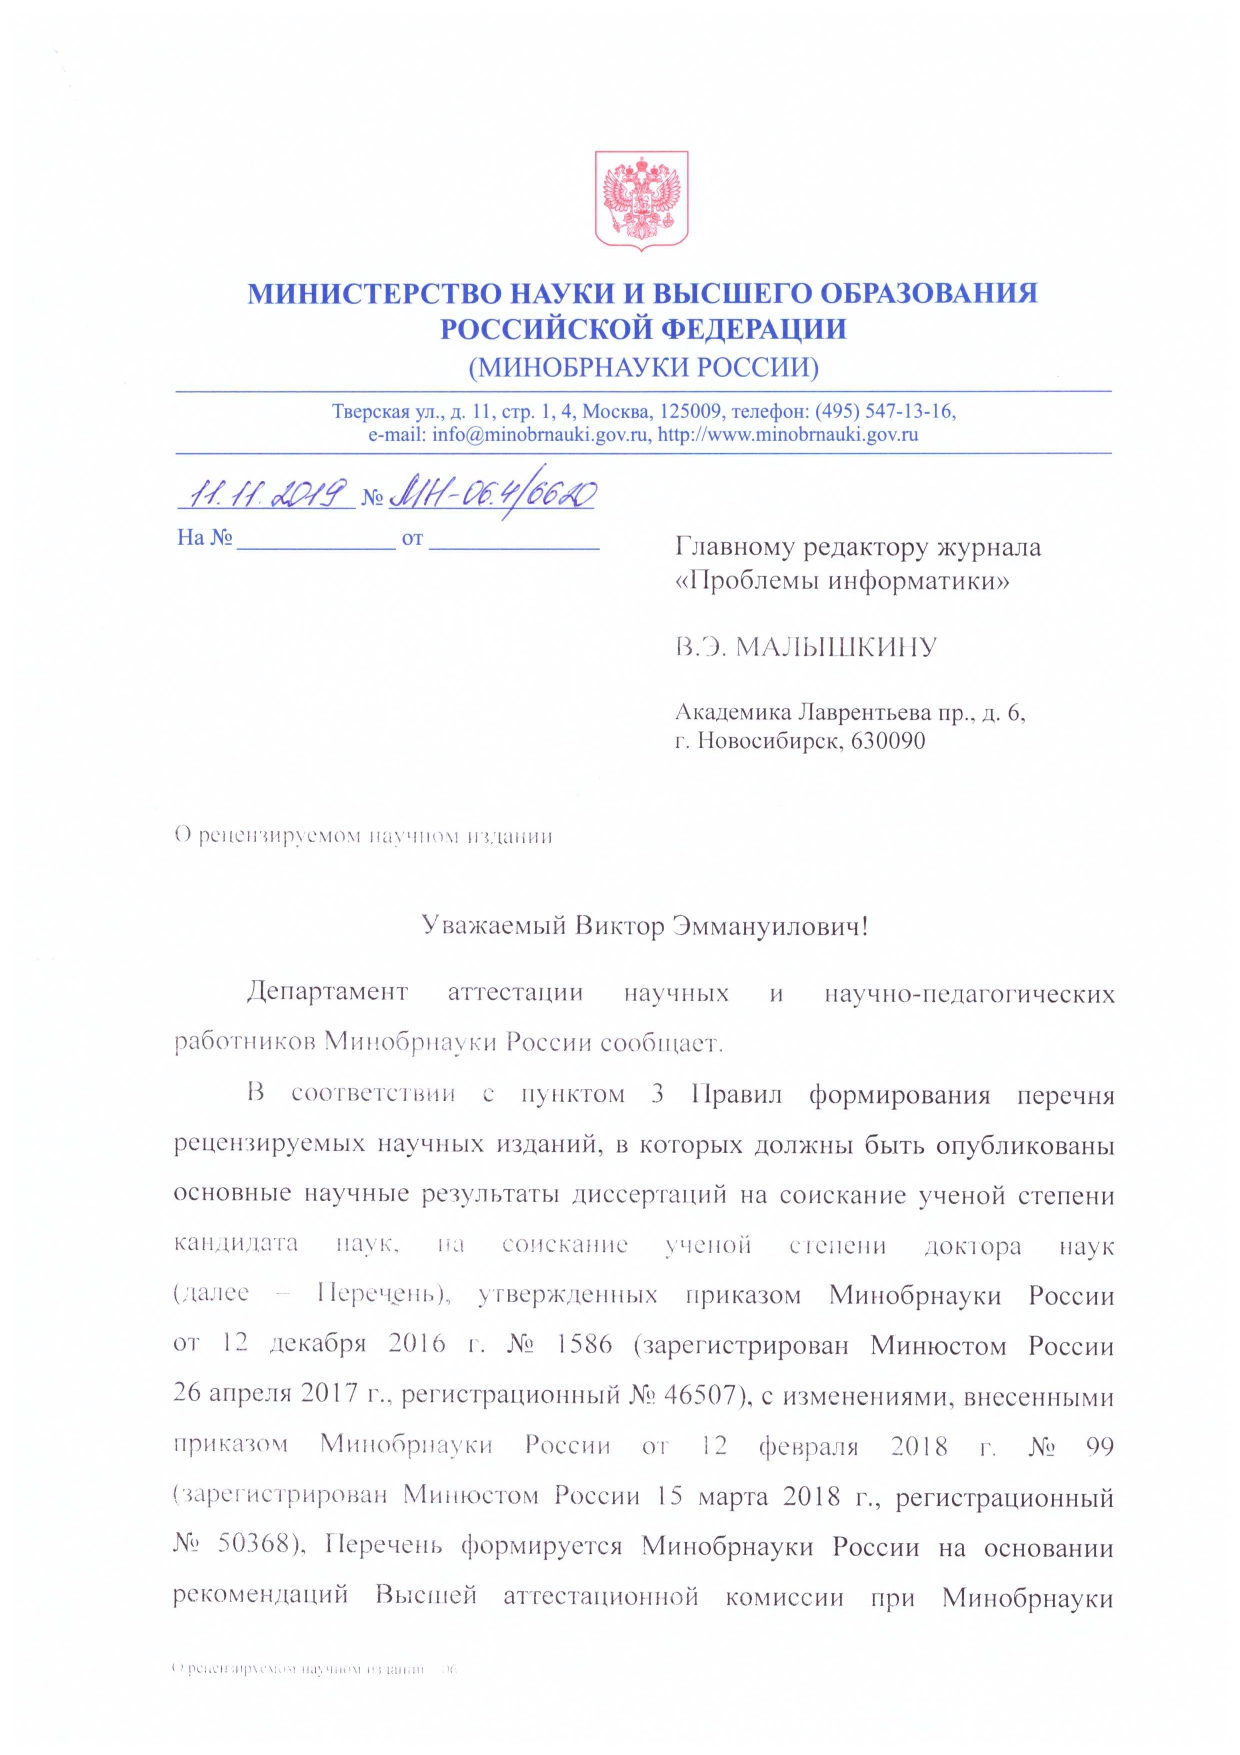 МИНИСТЕРСТВО НАУКИ И ВЫСШЕГО ОБРАЗОВАНИЯ
РОССИЙСКОЙ ФЕДЕРАЦИИ
(МИНОБРНАУКИ РОССИИ)
Тверская ул., д. 11, стр. 1, 4, Москва, 125009, телефон: (495) 547-13-16,
e-mail: info@minobrnauki.gov.ru, http://www.minobrnauki.gov.ru
11.11.2019 № МН-06.4/6620
На № от
Главному редактору журнала
«Проблемы информатики»
В.Э. МАЛЫШКИНУ
Академика Лаврентьева пр., д. 6,
г. Новосибирск, 630090
О рецензируемом научном издании
Уважаемый Виктор Эммануилович!
Департамент аттестации научных и научно-педагогических
работников Минобрнауки России сообщает.
В соответствии с пунктом 3 Правил формирования перечня
рецензируемых научных изданий, в которых должны быть опубликованы
основные научные результаты диссертаций на соискание ученой степени
кандидата наук, на соискание ученой степени доктора наук
(далее – Перечень), утвержденных приказом Минобрнауки России
от 12 декабря 2016 г. № 1586 (зарегистрирован Минюстом России
26 апреля 2017 г., регистрационный № 46507), с изменениями, внесенными
приказом Минобрнауки России от 12 февраля 2018 г. № 99
(зарегистрирован Минюстом России 15 марта 2018 г., регистрационный
№ 50368), Перечень формируется Минобрнауки России на основании
рекомендаций Высшей аттестационной комиссии при Минобрнауки
О рецензируемом научном издании